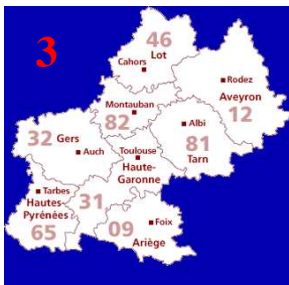 3
46
Lot
Cahors
Rodez
Aveyron
12
Montauban
82
Albi
81
Tarn
32 Gers
Auch
Toulouse
Haute-
Garonne
31
Tarbes
Hautes-
Pyrénées
65
09
Foix
Ariège